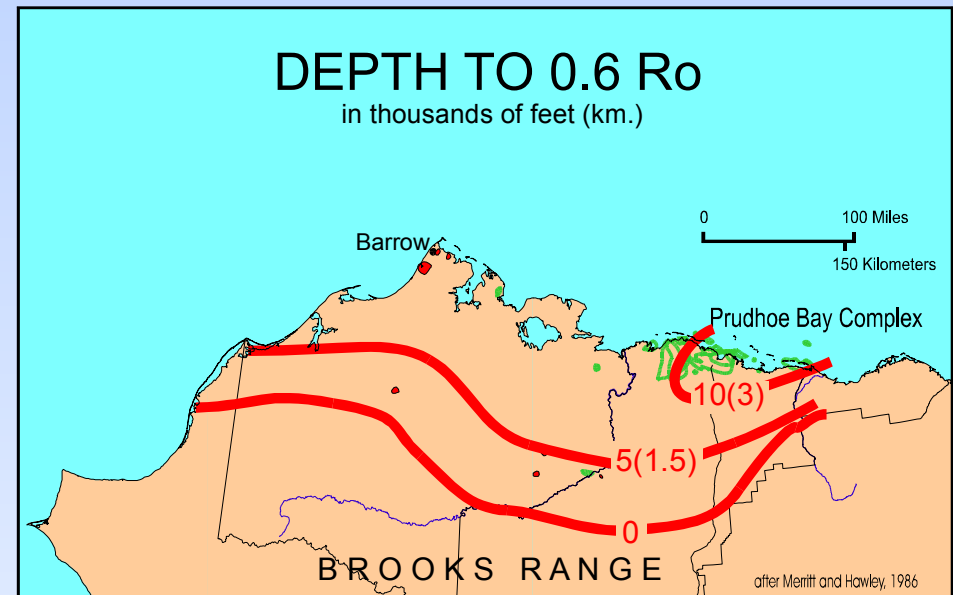 DEPTH TO 0.6 Ro
in thousands of feet (km.)
0 100 Miles
150 Kilometers
Barrow
Prudhoe Bay Complex
10(3)
5(1.5)
0
BROOKS RANGE
after Merritt and Hawley, 1986